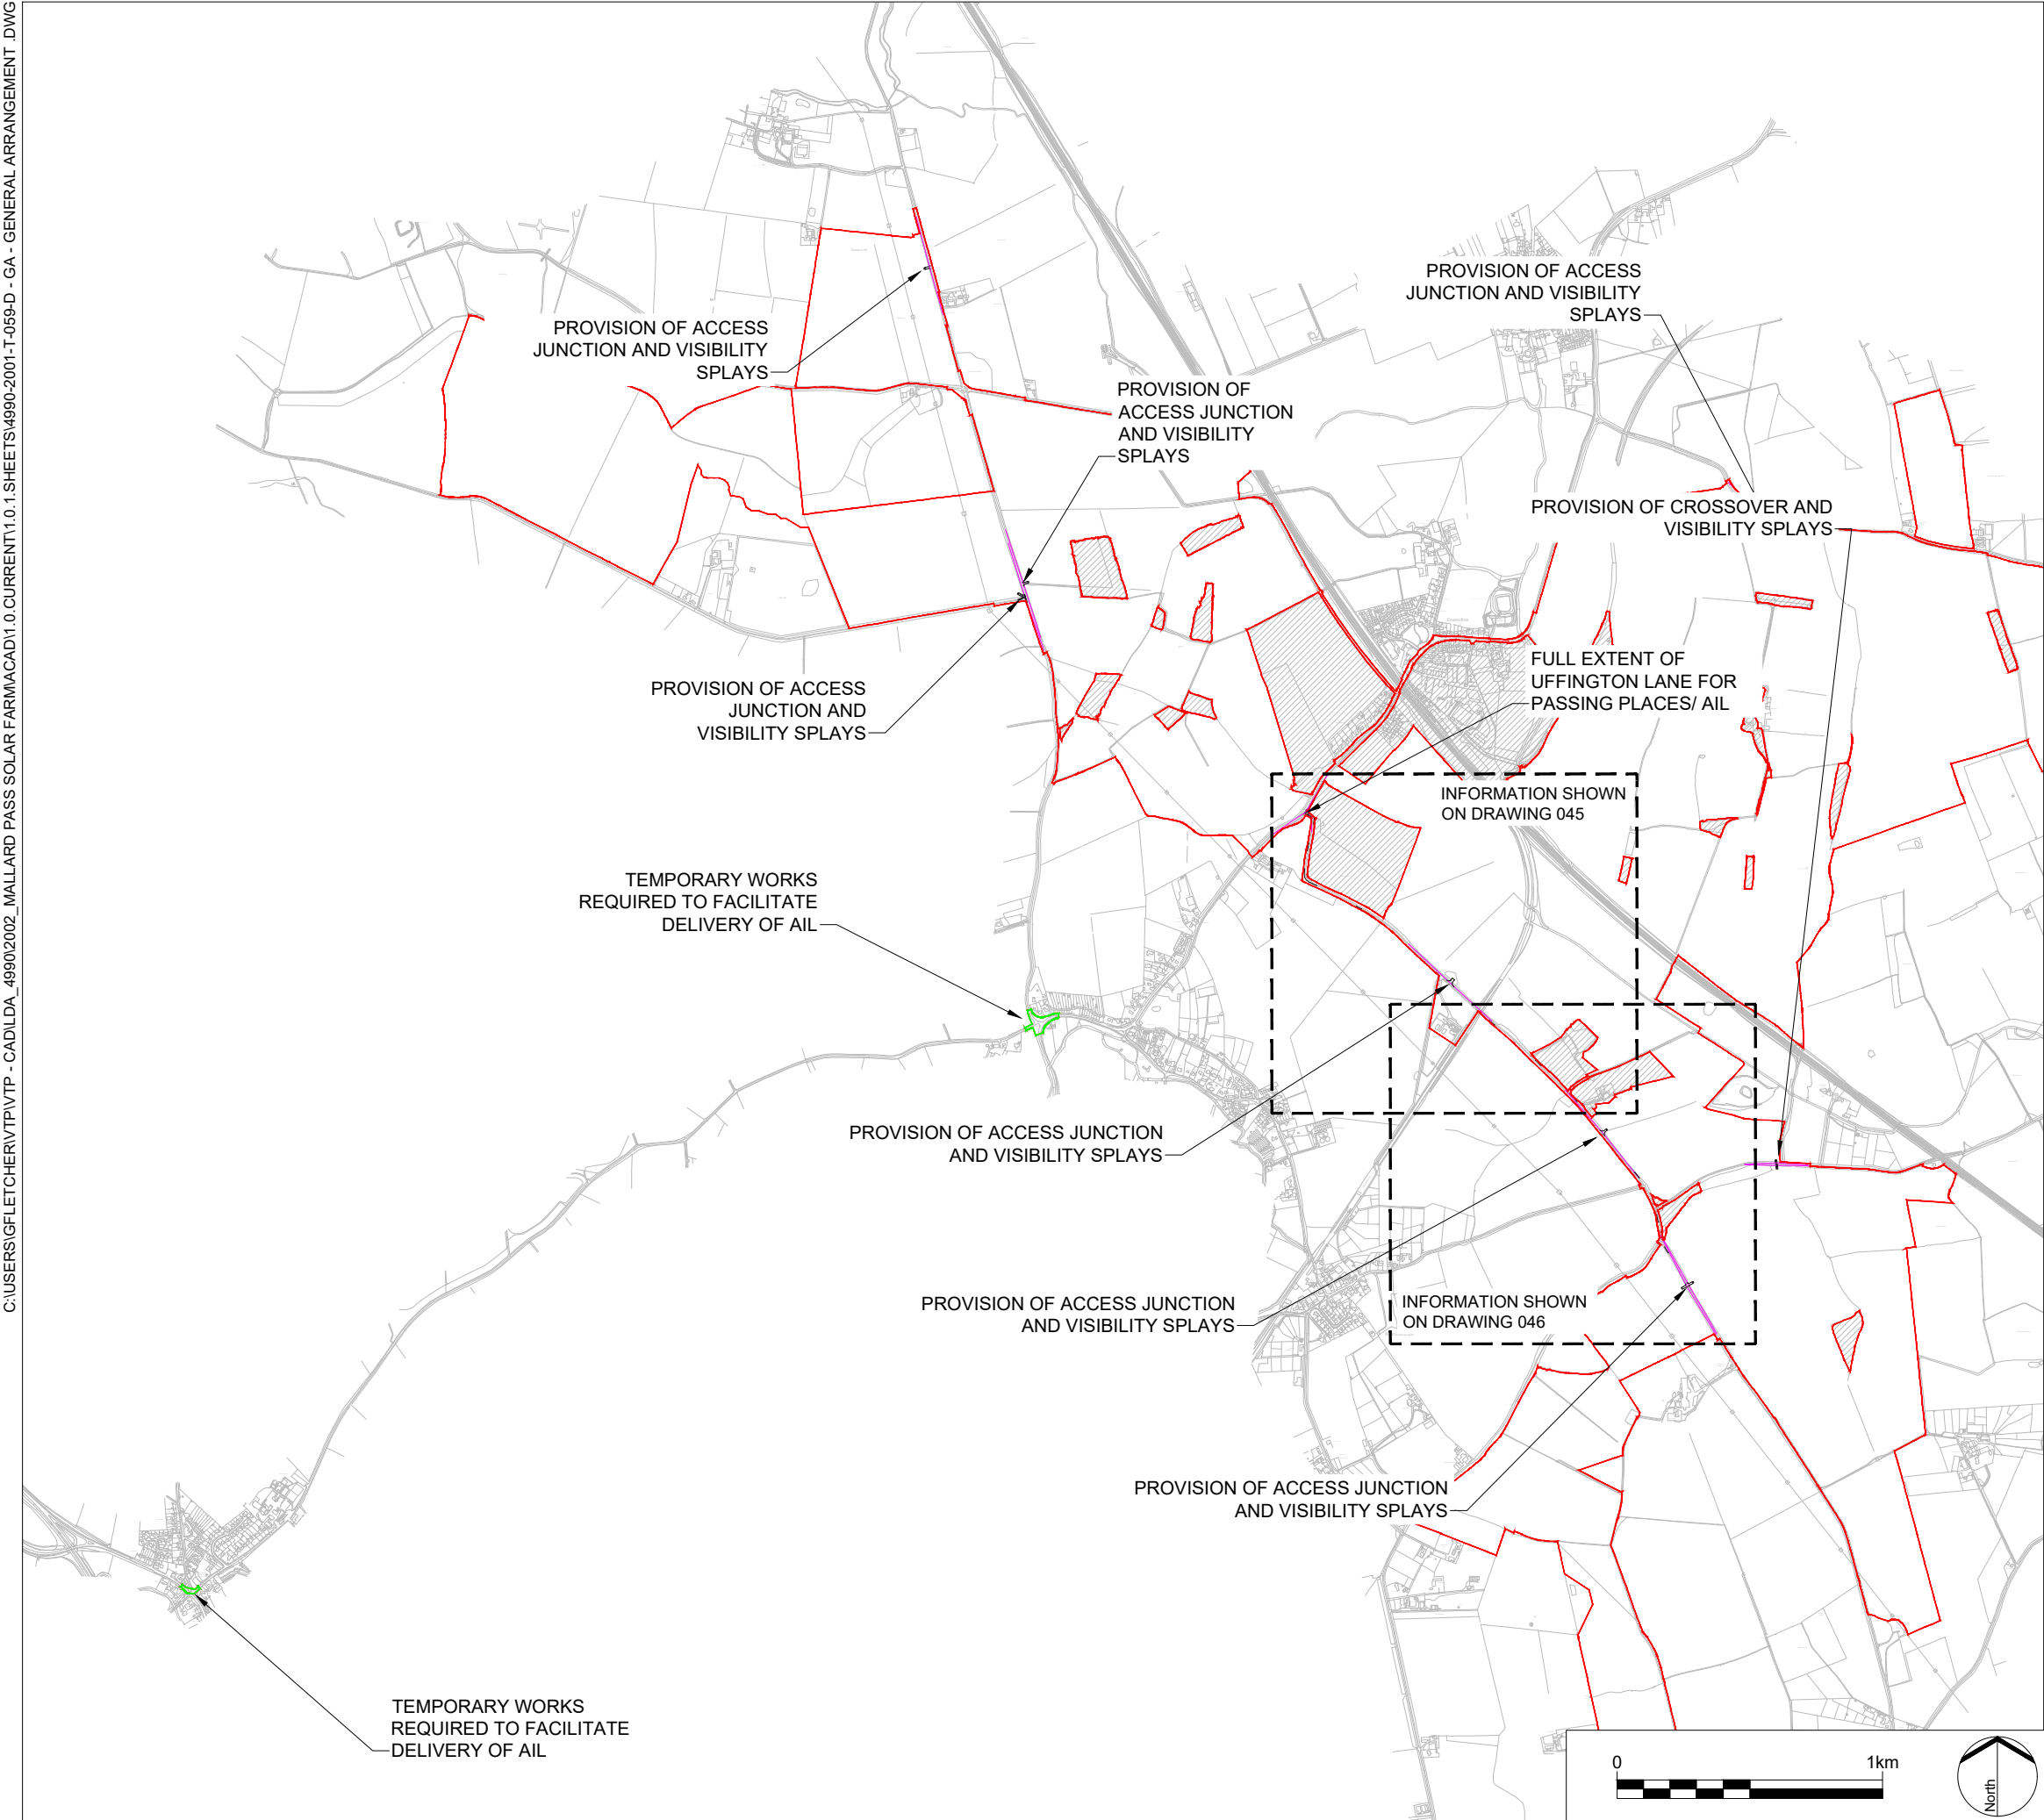 C:\USERS\GFLETCHER\VTP\VTP - CAD\LDA_4990\2002_MALLARD PASS SOLAR FARM\CAD\1.0.CURRENT\1.0.1.SHEETS\4990-2001-T-059-D - GA - GENERAL ARRANGEMENT .DWG
PROVISION OF ACCESS
JUNCTION AND VISIBILITY
SPLAYS
PROVISION OF ACCESS
JUNCTION AND VISIBILITY
SPLAYS
PROVISION OF
ACCESS JUNCTION
AND VISIBILITY
SPLAYS
PROVISION OF CROSSOVER AND
VISIBILITY SPLAYS
PROVISION OF ACCESS
JUNCTION AND
VISIBILITY SPLAYS
FULL EXTENT OF
UFFINGTON LANE FOR
PASSING PLACES/ AIL
INFORMATION SHOWN
ON DRAWING 045
TEMPORARY WORKS
REQUIRED TO FACILITATE
DELIVERY OF AIL
PROVISION OF ACCESS JUNCTION
AND VISIBILITY SPLAYS
PROVISION OF ACCESS JUNCTION
AND VISIBILITY SPLAYS
INFORMATION SHOWN
ON DRAWING 046
PROVISION OF ACCESS JUNCTION
AND VISIBILITY SPLAYS
TEMPORARY WORKS
REQUIRED TO FACILITATE
DELIVERY OF AIL
0 1km
North